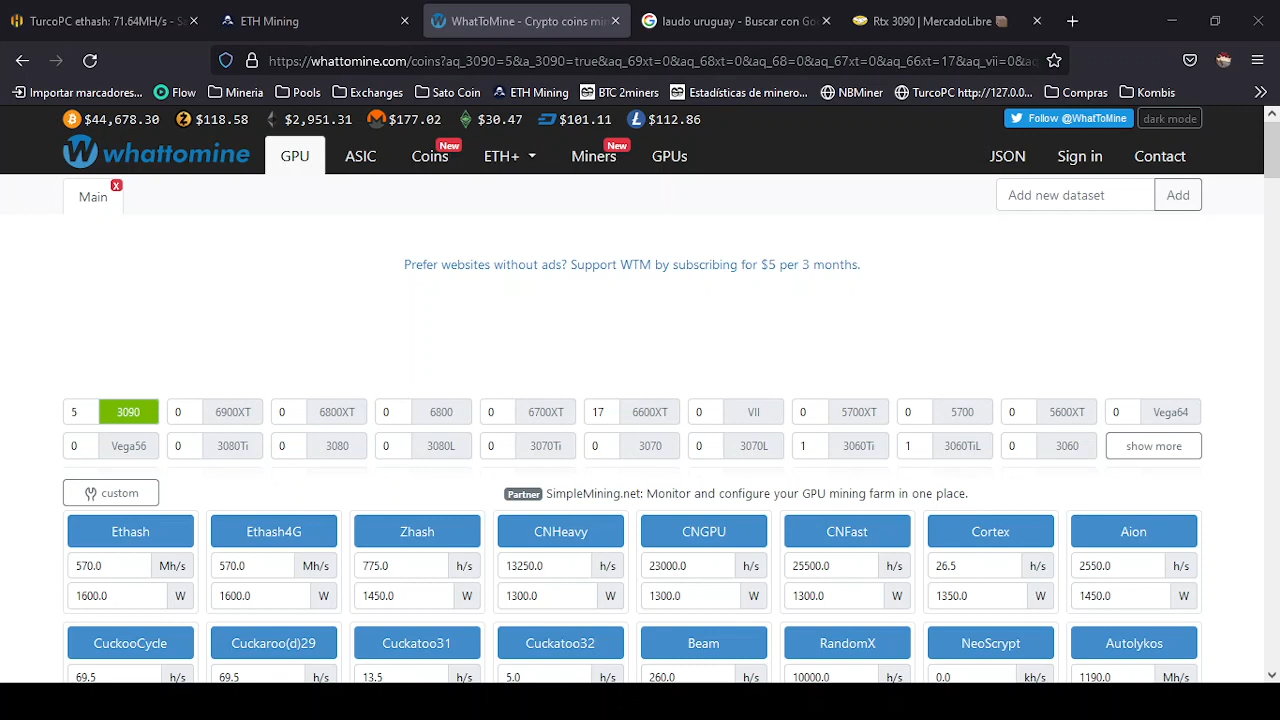 TurcoPC ethash: 71.64MH/s - Sa
ETH Mining
WhatToMine - Crypto coins min
laudo uruguay - Buscar con Goo
Rtx 3090 | MercadoLibre
https://whattomine.com/coins?aq_3090=5&a_3090=true&aq_69xt=0&aq_68xt=0&aq_68=0&aq_67xt=0&aq_66xt=17&aq_vii=0&aq
Importar marcadores... Flow Mineria Pools Exchanges Sato Coin ETH Mining BTC 2miners Estadísticas de minero... NBMiner TurcoPC http://127.0.0... Compras Kombis
$44,678.30 $118.58 $2,951.31 $177.02 $30.47 $101.11 $112.86 Follow @WhatToMine dark mode
New New
whattomine GPU ASIC Coins ETH+ Miners GPUs JSON Sign in Contact
Main X Add new dataset Add
Prefer websites without ads? Support WTM by subscribing for $5 per 3 months.
5 3090 0 6900XT 0 6800XT 0 6800 0 6700XT 17 6600XT 0 VII 0 5700XT 0 5700 0 5600XT 0 Vega64
0 Vega56 0 3080Ti 0 3080 0 3080L 0 3070Ti 0 3070 0 3070L 1 3060Ti 1 3060TiL 0 3060 show more
custom Partner SimpleMining.net: Monitor and configure your GPU mining farm in one place.
Ethash Ethash4G Zhash CNHeavy CNGPU CNFast Cortex Aion
570.0 Mh/s 570.0 Mh/s 775.0 h/s 13250.0 h/s 23000.0 h/s 25500.0 h/s 26.5 h/s 2550.0 h/s
1600.0 W 1600.0 W 1450.0 W 1300.0 W 1300.0 W 1300.0 W 1350.0 W 1450.0 W
CuckooCycle Cuckaroo(d)29 Cuckatoo31 Cuckatoo32 Beam RandomX NeoScrypt Autolykos
69.5 h/s 69.5 h/s 13.5 h/s 5.0 h/s 260.0 h/s 10000.0 h/s 0.0 kh/s 1190.0 Mh/s